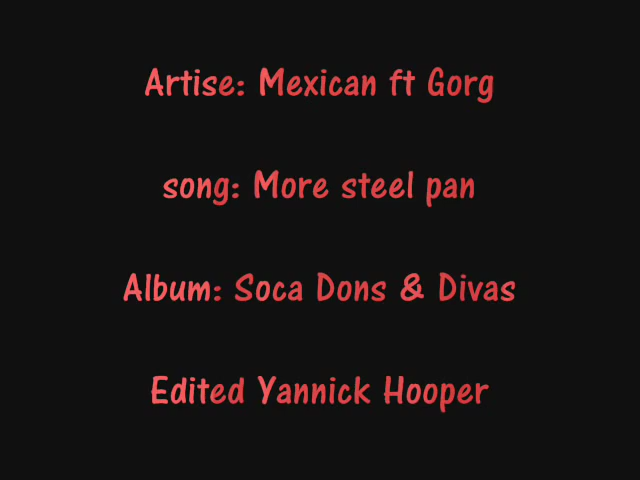 Artise: Mexican ft Gorg
song: More steel pan
Album: Soca Dons & Divas
Edited Yannick Hooper